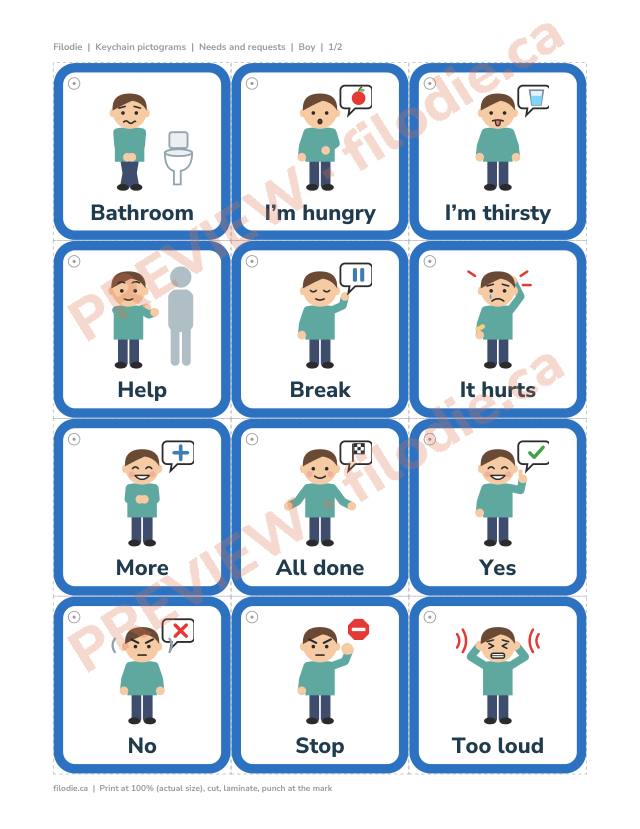 Filodie | Keychain pictograms | Needs and requests | Boy | 1/2
Bathroom
I'm hungry
I'm thirsty
Help
Break
It hurts
More
All done
Yes
No
Stop
Too loud
PREVIEW · filodie.ca
PREVIEW · filodie.ca
filodie.ca | Print at 100% (actual size), cut, laminate, punch at the mark